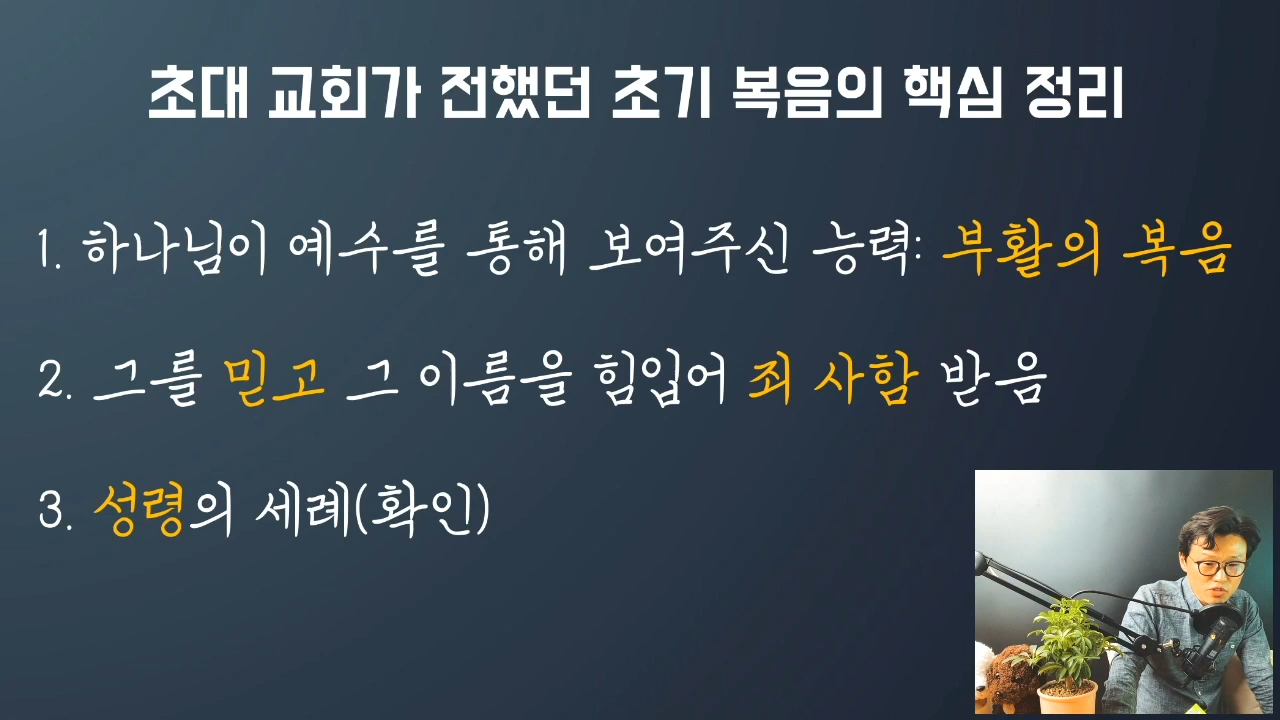 초대 교회가 전했던 초기 복음의 핵심 정리
1. 하나님이 예수를 통해 보여주신 능력: 부활의 복음
2. 그를 믿고 그 이름을 힘입어 죄 사함 받음
3. 성령의 세례(확인)